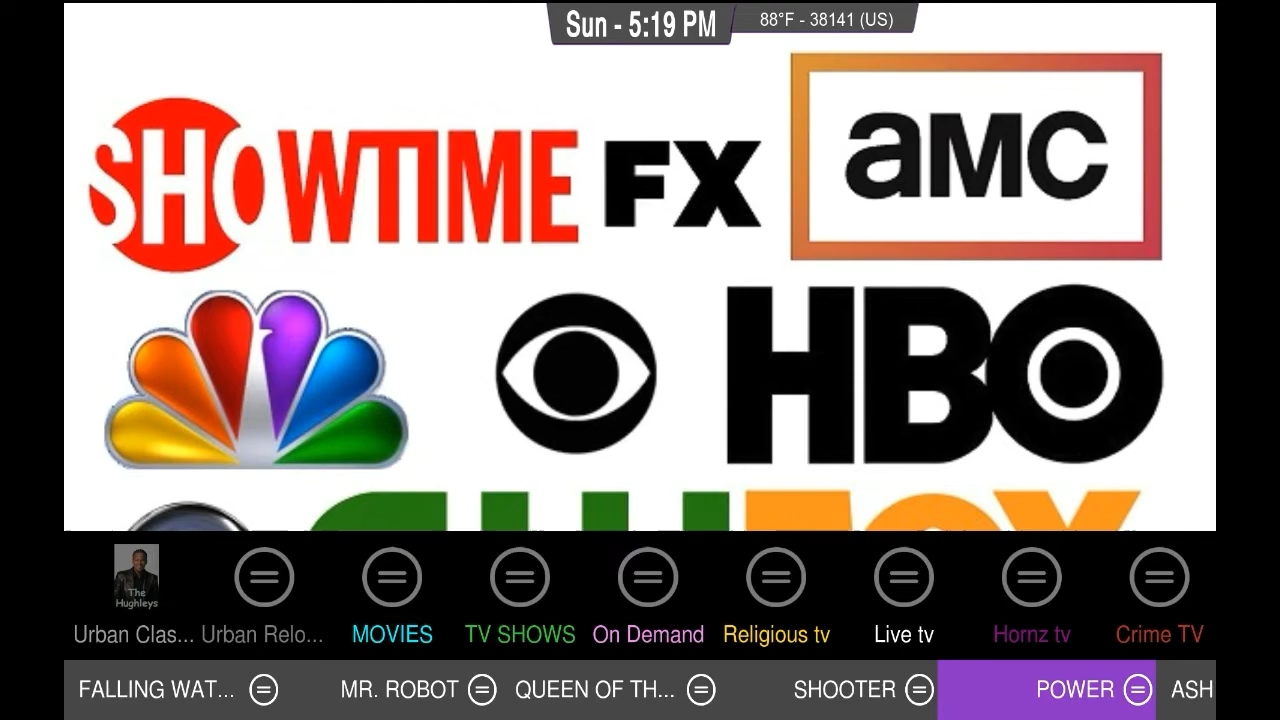 Sun - 5:19 PM
88°F - 38141 (US)
SHOWTIME
FX
aMC
HBO
The
Hughleys
Urban Clas...
Urban Relo...
MOVIES
TV SHOWS
On Demand
Religious tv
Live tv
Hornz tv
Crime TV
FALLING WAT...
MR. ROBOT
QUEEN OF TH...
SHOOTER
POWER
ASH